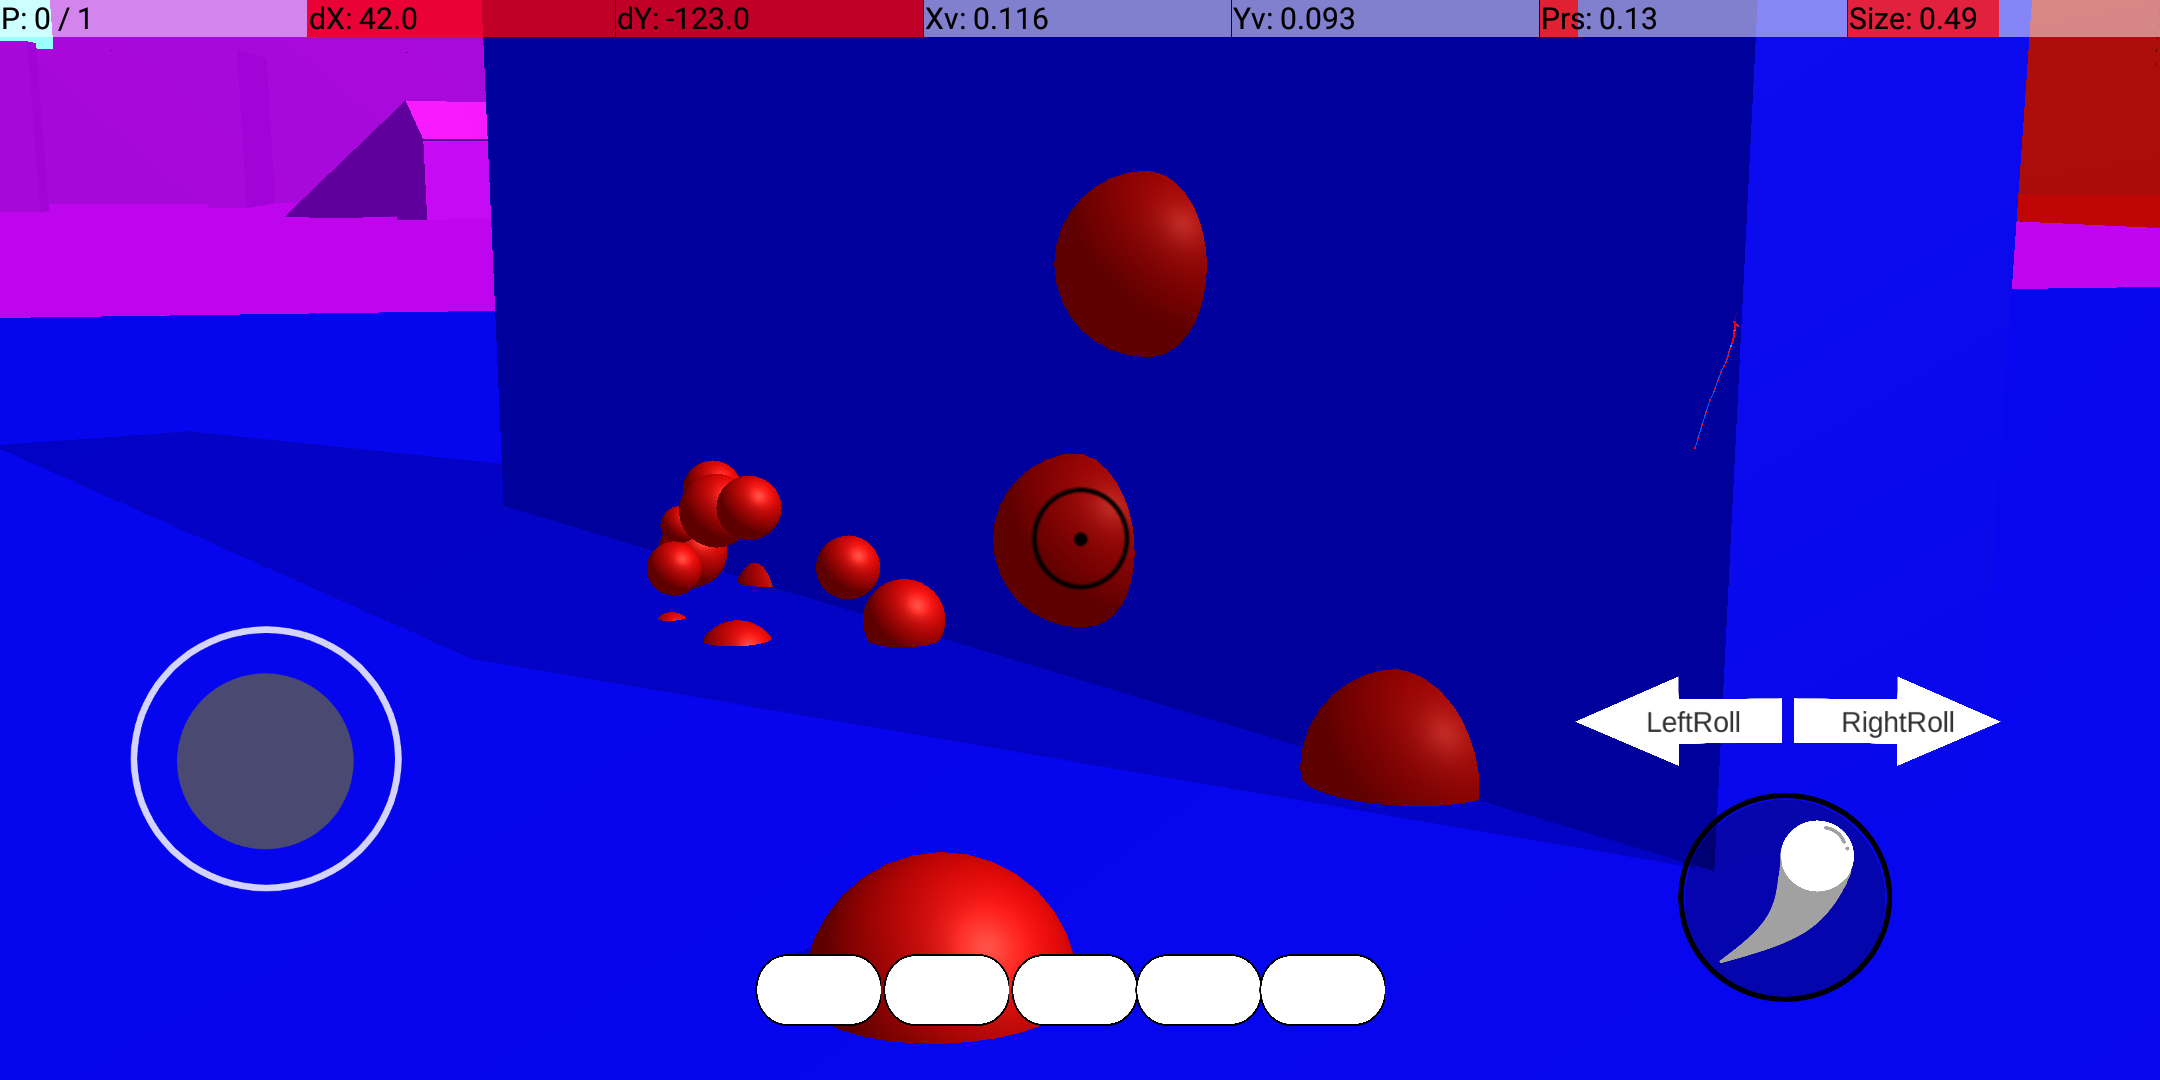 P: 0 / 1 dX: 42.0 dY: -123.0 Xv: 0.116 Yv: 0.093 Prs: 0.13 Size: 0.49
LeftRoll RightRoll